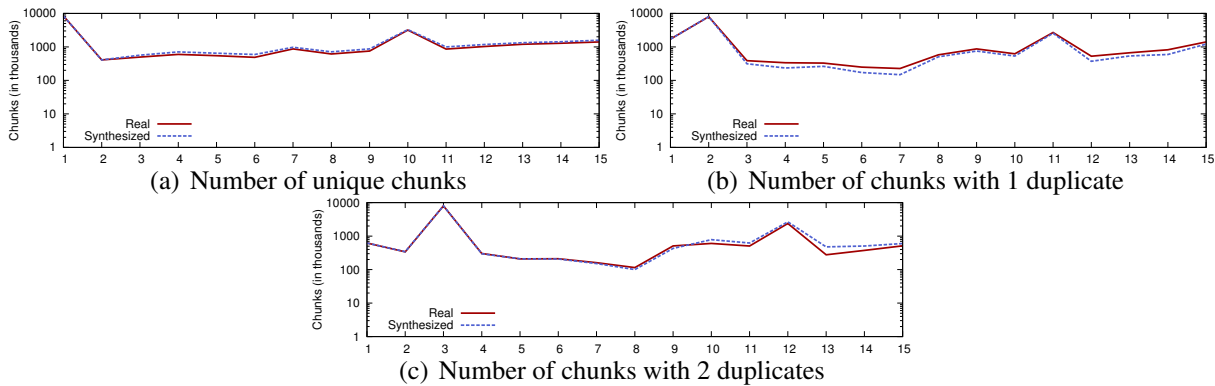 10000
1000
100
10
1
Chunks (in thousands)
Real
Synthesized
1 2 3 4 5 6 7 8 9 10 11 12 13 14 15
(a) Number of unique chunks
10000
1000
100
10
1
Chunks (in thousands)
Real
Synthesized
1 2 3 4 5 6 7 8 9 10 11 12 13 14 15
(b) Number of chunks with 1 duplicate
10000
1000
100
10
1
Chunks (in thousands)
Real
Synthesized
1 2 3 4 5 6 7 8 9 10 11 12 13 14 15
(c) Number of chunks with 2 duplicates